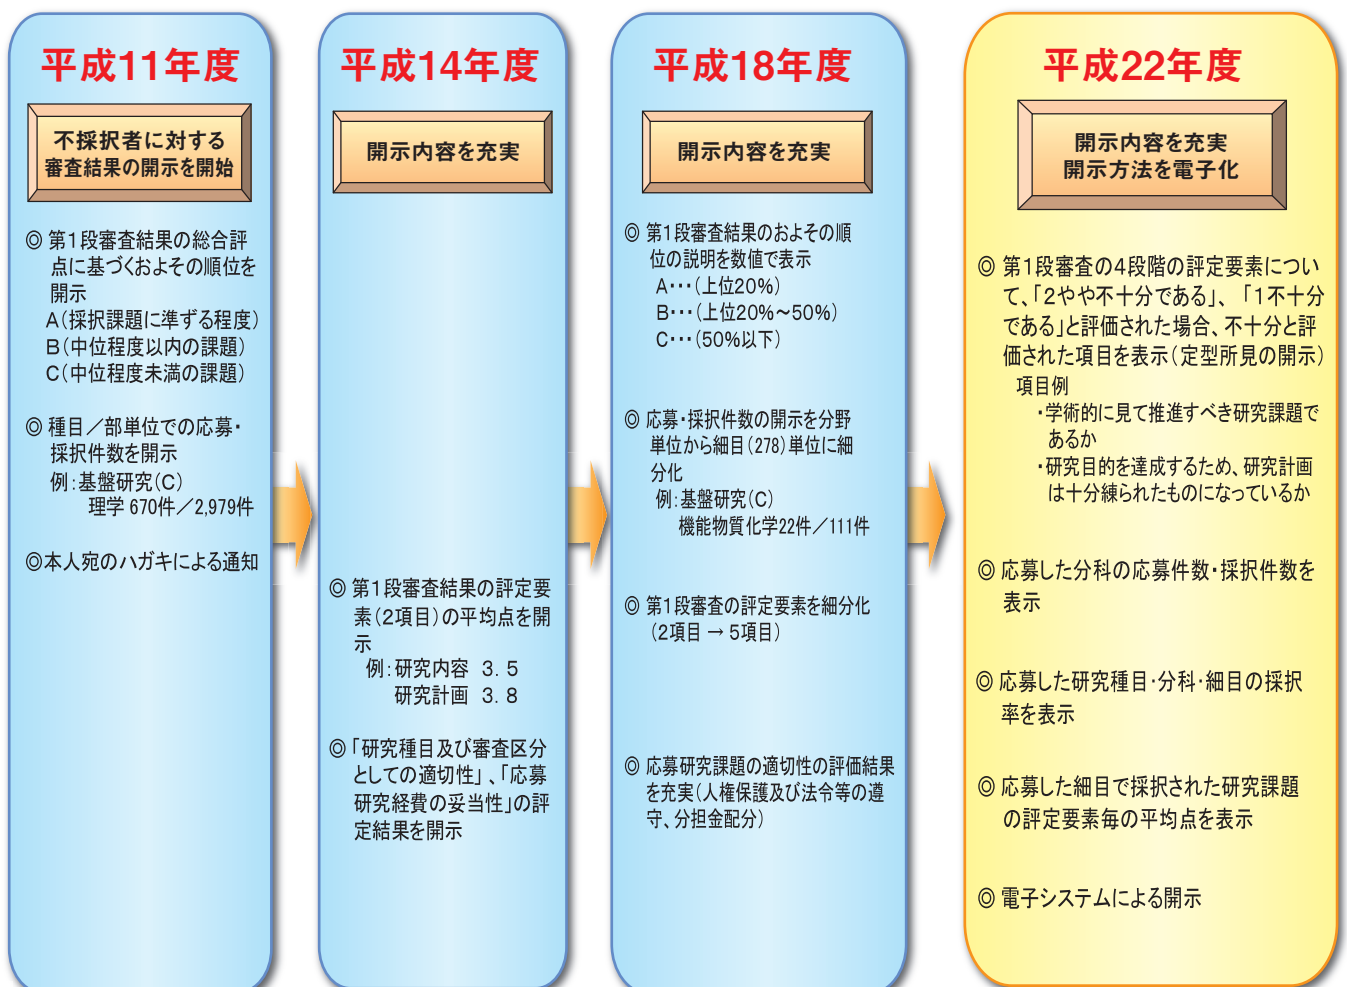 平成11年度
不採択者に対する
審査結果の開示を開始
◎ 第1段審査結果の総合評
点に基づくおよその順位を
開示
A(採択課題に準ずる程度)
B(中位程度以内の課題)
C(中位程度未満の課題)
◎ 種目/部単位での応募・
採択件数を開示
例:基盤研究(C)
理学 670件/2,979件
◎本人宛のハガキによる通知
平成14年度
開示内容を充実
◎ 第1段審査結果の評定要
素(2項目)の平均点を開
示
例:研究内容 3.5
研究計画 3.8
◎「研究種目及び審査区分
としての適切性」、「応募
研究経費の妥当性」の評
定結果を開示
平成18年度
開示内容を充実
◎ 第1段審査結果のおよその順
位の説明を数値で表示
A・・・(上位20%)
B・・・(上位20%~50%)
C・・・(50%以下)
◎ 応募・採択件数の開示を分野
単位から細目(278)単位に細
分化
例:基盤研究(C)
機能物質化学22件/111件
◎ 第1段審査の評定要素を細分化
(2項目 → 5項目)
◎ 応募研究課題の適切性の評価結果
を充実(人権保護及び法令等の遵
守、分担金配分)
平成22年度
開示内容を充実
開示方法を電子化
◎ 第1段審査の4段階の評定要素につい
て、「2やや不十分である」、「1不十分
である」と評価された場合、不十分と評
価された項目を表示(定型所見の開示)
項目例
・学術的に見て推進すべき研究課題で
あるか
・研究目的を達成するため、研究計画
は十分練られたものになっているか
◎ 応募した分科の応募件数・採択件数を
表示
◎ 応募した研究種目・分科・細目の採択
率を表示
◎ 応募した細目で採択された研究課題
の評定要素毎の平均点を表示
◎ 電子システムによる開示